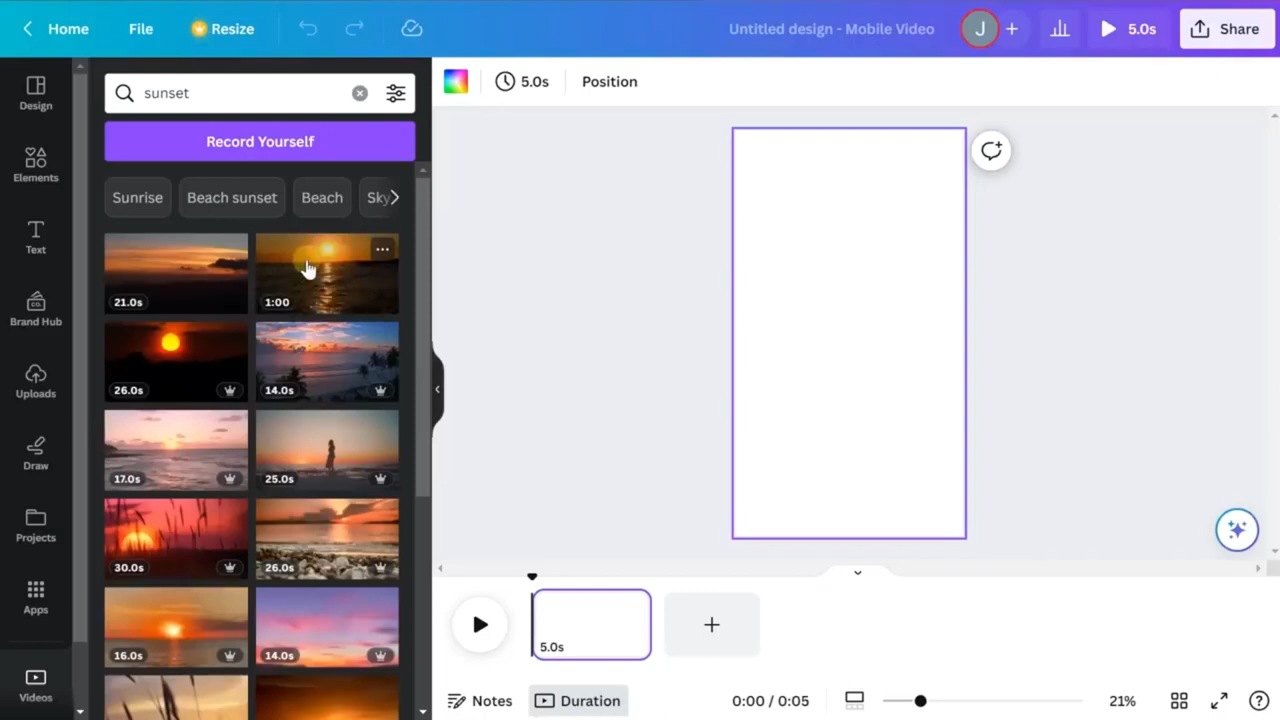 Home File Resize Untitled design - Mobile Video J + 5.0s Share
Design
Elements
Text
Brand Hub
CO.
Uploads
Draw
Projects
Apps
Videos
sunset
Record Yourself
Sunrise Beach sunset Beach Sky
21.0s 1:00
26.0s 14.0s
17.0s 25.0s
30.0s 26.0s
16.0s 14.0s
5.0s Position
5.0s
Notes Duration 0:00 / 0:05 21%